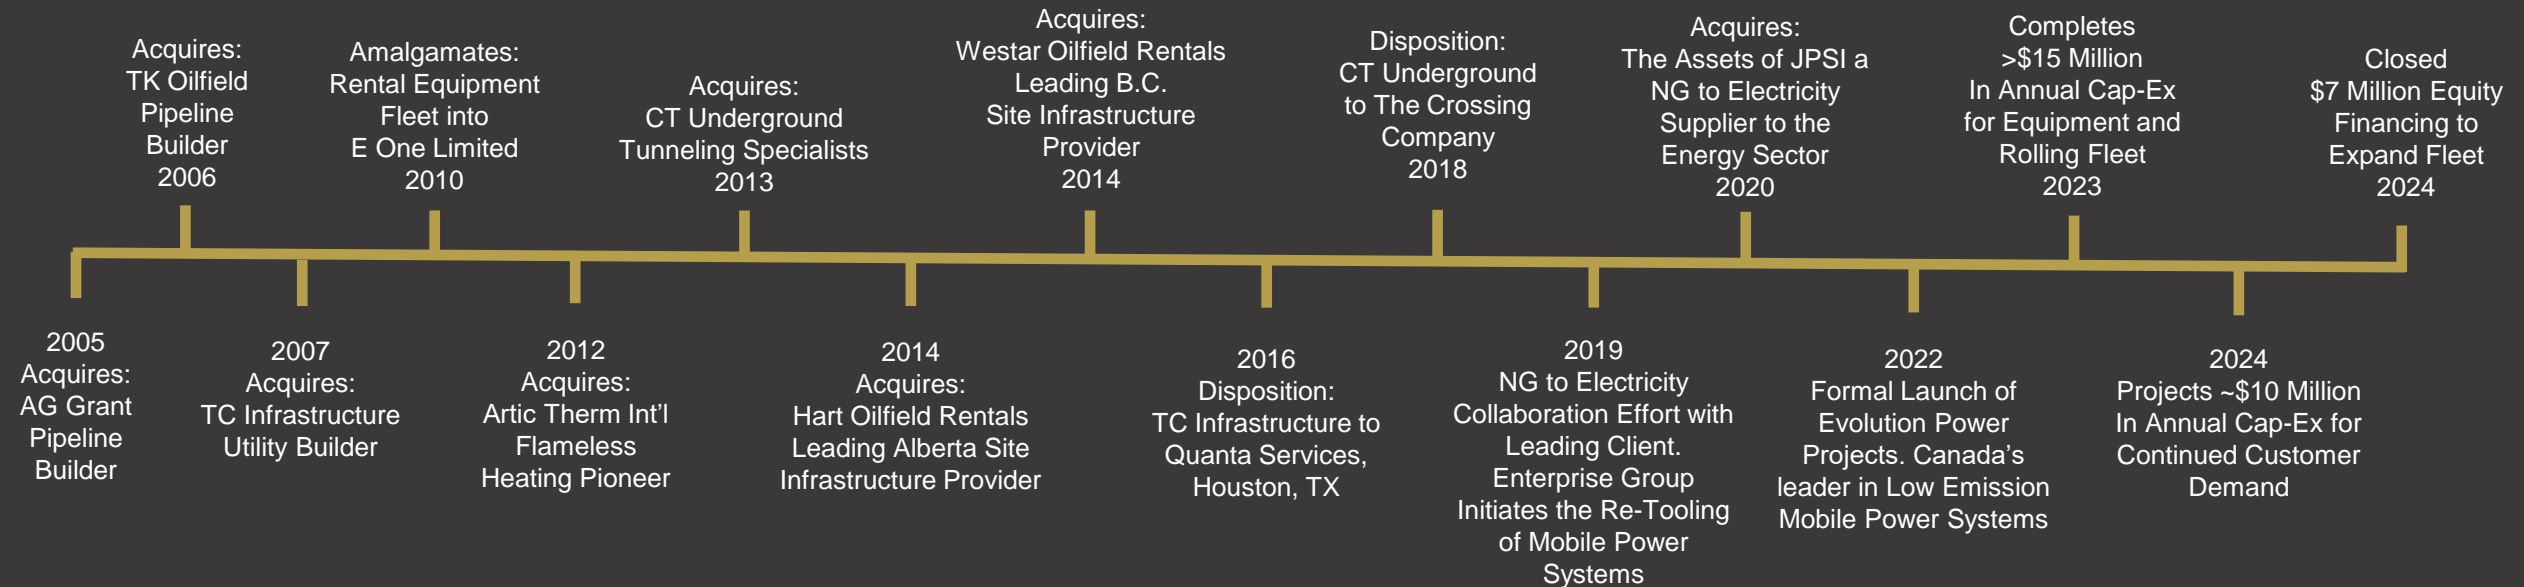 Acquires:
TK Oilfield
Pipeline
Builder
2006
Amalgamates:
Rental Equipment
Fleet into
E One Limited
2010
Acquires:
CT Underground
Tunneling Specialists
2013
Acquires:
Westar Oilfield Rentals
Leading B.C.
Site Infrastructure
Provider
2014
Disposition:
CT Underground
to The Crossing
Company
2018
Acquires:
The Assets of JPSI a
NG to Electricity
Supplier to the
Energy Sector
2020
Completes
>$15 Million
In Annual Cap-Ex
for Equipment and
Rolling Fleet
2023
Closed
$7 Million Equity
Financing to
Expand Fleet
2024
2005
Acquires:
AG Grant
Pipeline
Builder
2007
Acquires:
TC Infrastructure
Utility Builder
2012
Acquires:
Artic Therm Int’l
Flameless
Heating Pioneer
2014
Acquires:
Hart Oilfield Rentals
Leading Alberta Site
Infrastructure Provider
2016
Disposition:
TC Infrastructure to
Quanta Services,
Houston, TX
2019
NG to Electricity
Collaboration Effort with
Leading Client.
Enterprise Group
Initiates the Re-Tooling
of Mobile Power
Systems
2022
Formal Launch of
Evolution Power
Projects. Canada’s
leader in Low Emission
Mobile Power Systems
2024
Projects ~$10 Million
In Annual Cap-Ex for
Continued Customer
Demand